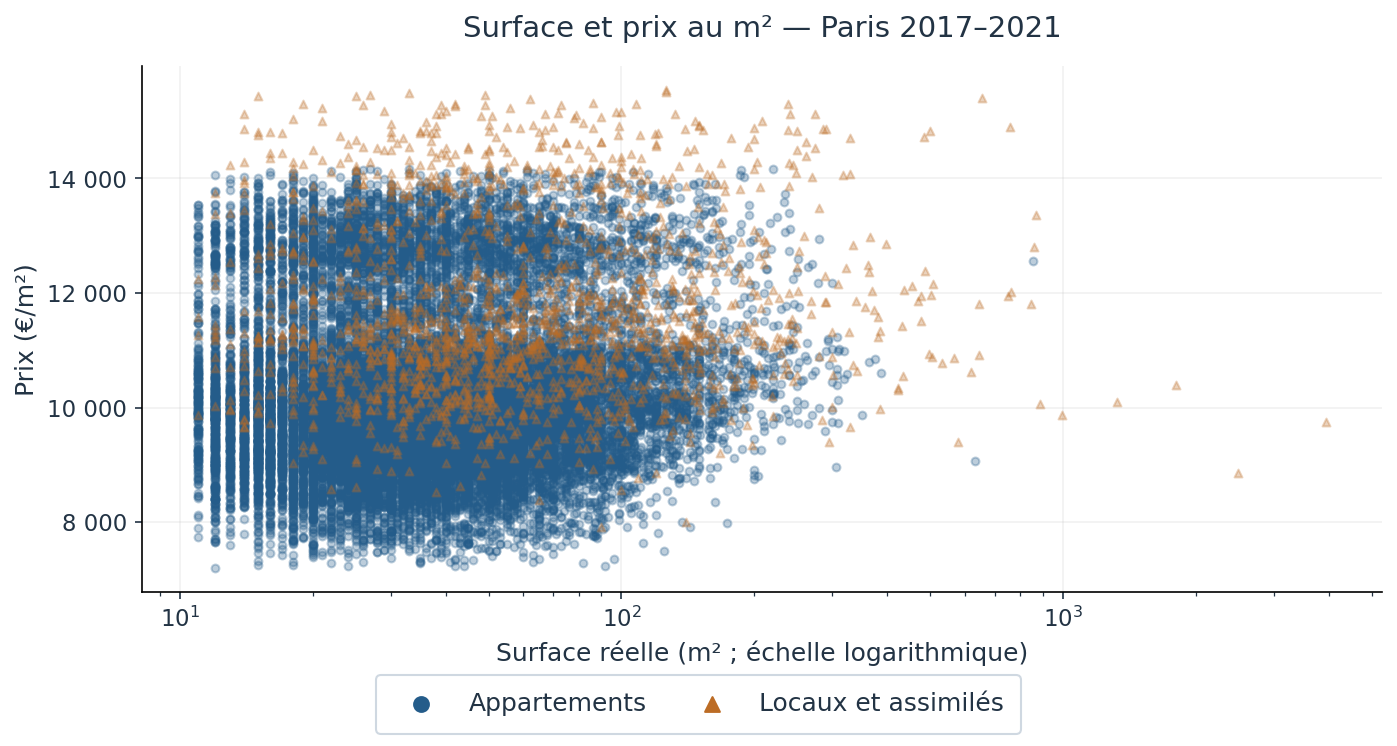 Surface et prix au m² — Paris 2017–2021
Prix (€/m²)
14 000
12 000
10 000
8 000
10¹
10²
10³
Surface réelle (m² ; échelle logarithmique)
Appartements
Locaux et assimilés